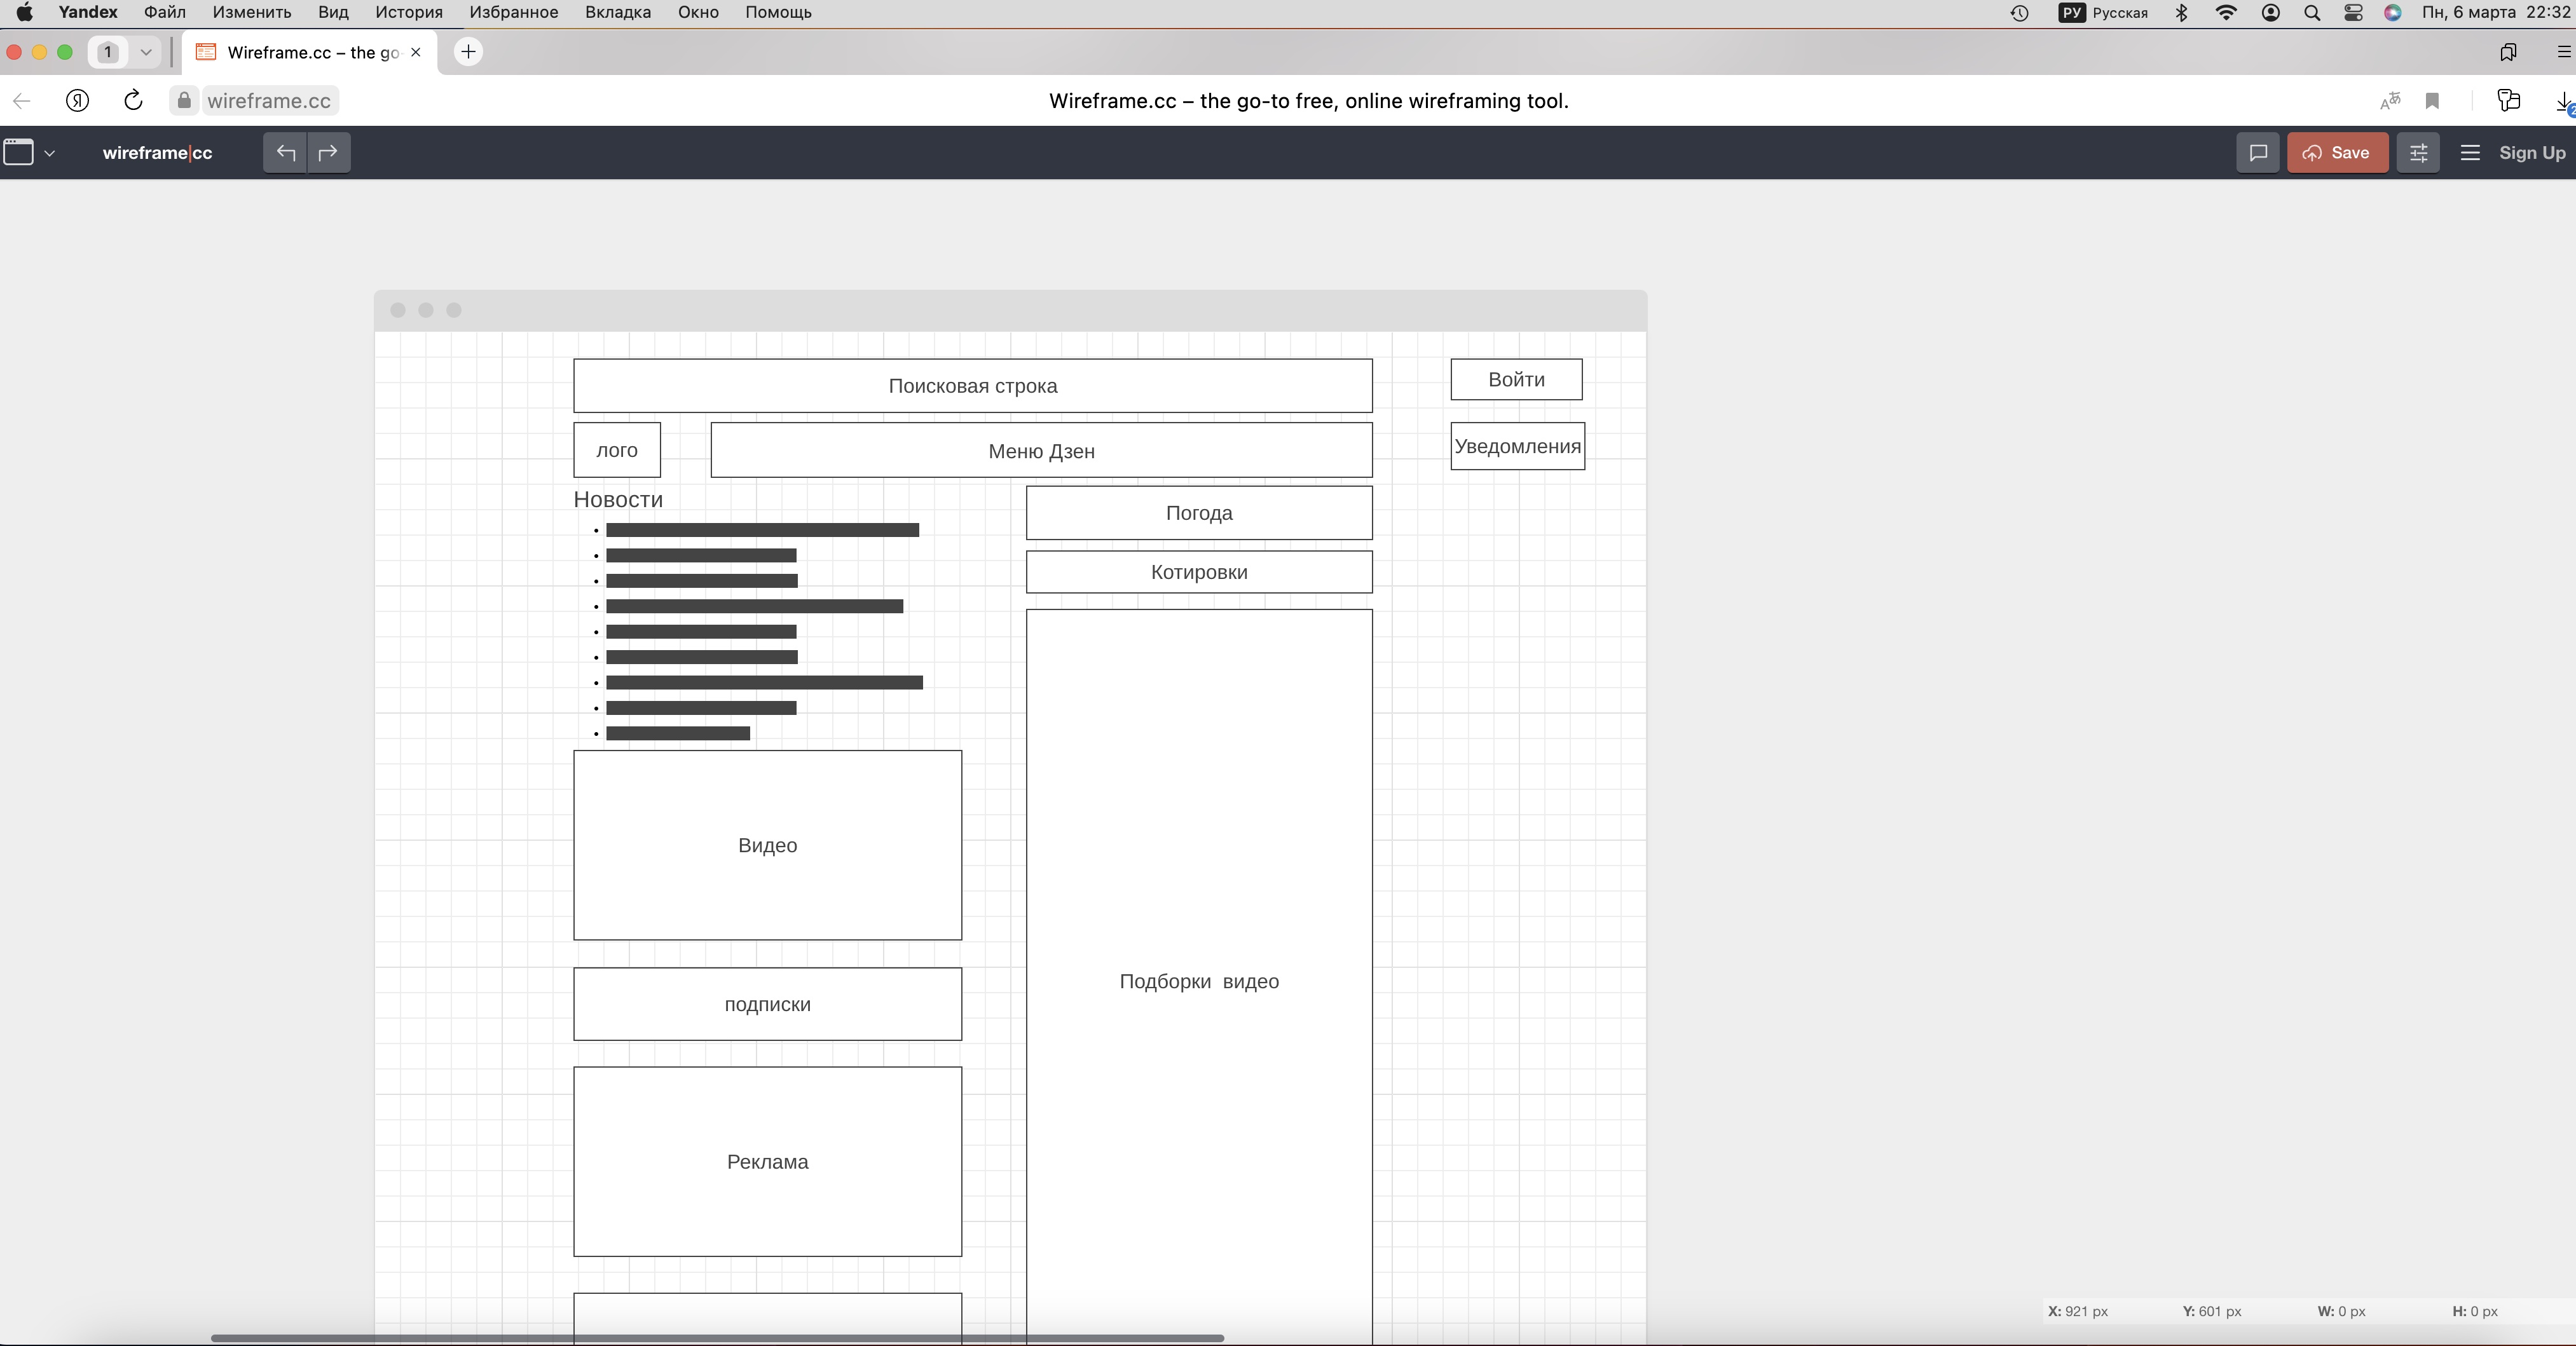 Yandex Файл Изменить Вид История Избранное Вкладка Окно Помощь РУ Русская Пн, 6 марта 22:32
1 Wireframe.cc – the go-
Я wireframe.cc Wireframe.cc – the go-to free, online wireframing tool.
wireframe|cc Save Sign Up
Поисковая строка Войти
лого Меню Дзен Уведомления
Новости Погода
Котировки
Видео
Подборки видео
подписки
Реклама
X: 921 px Y: 601 px W: 0 px H: 0 px